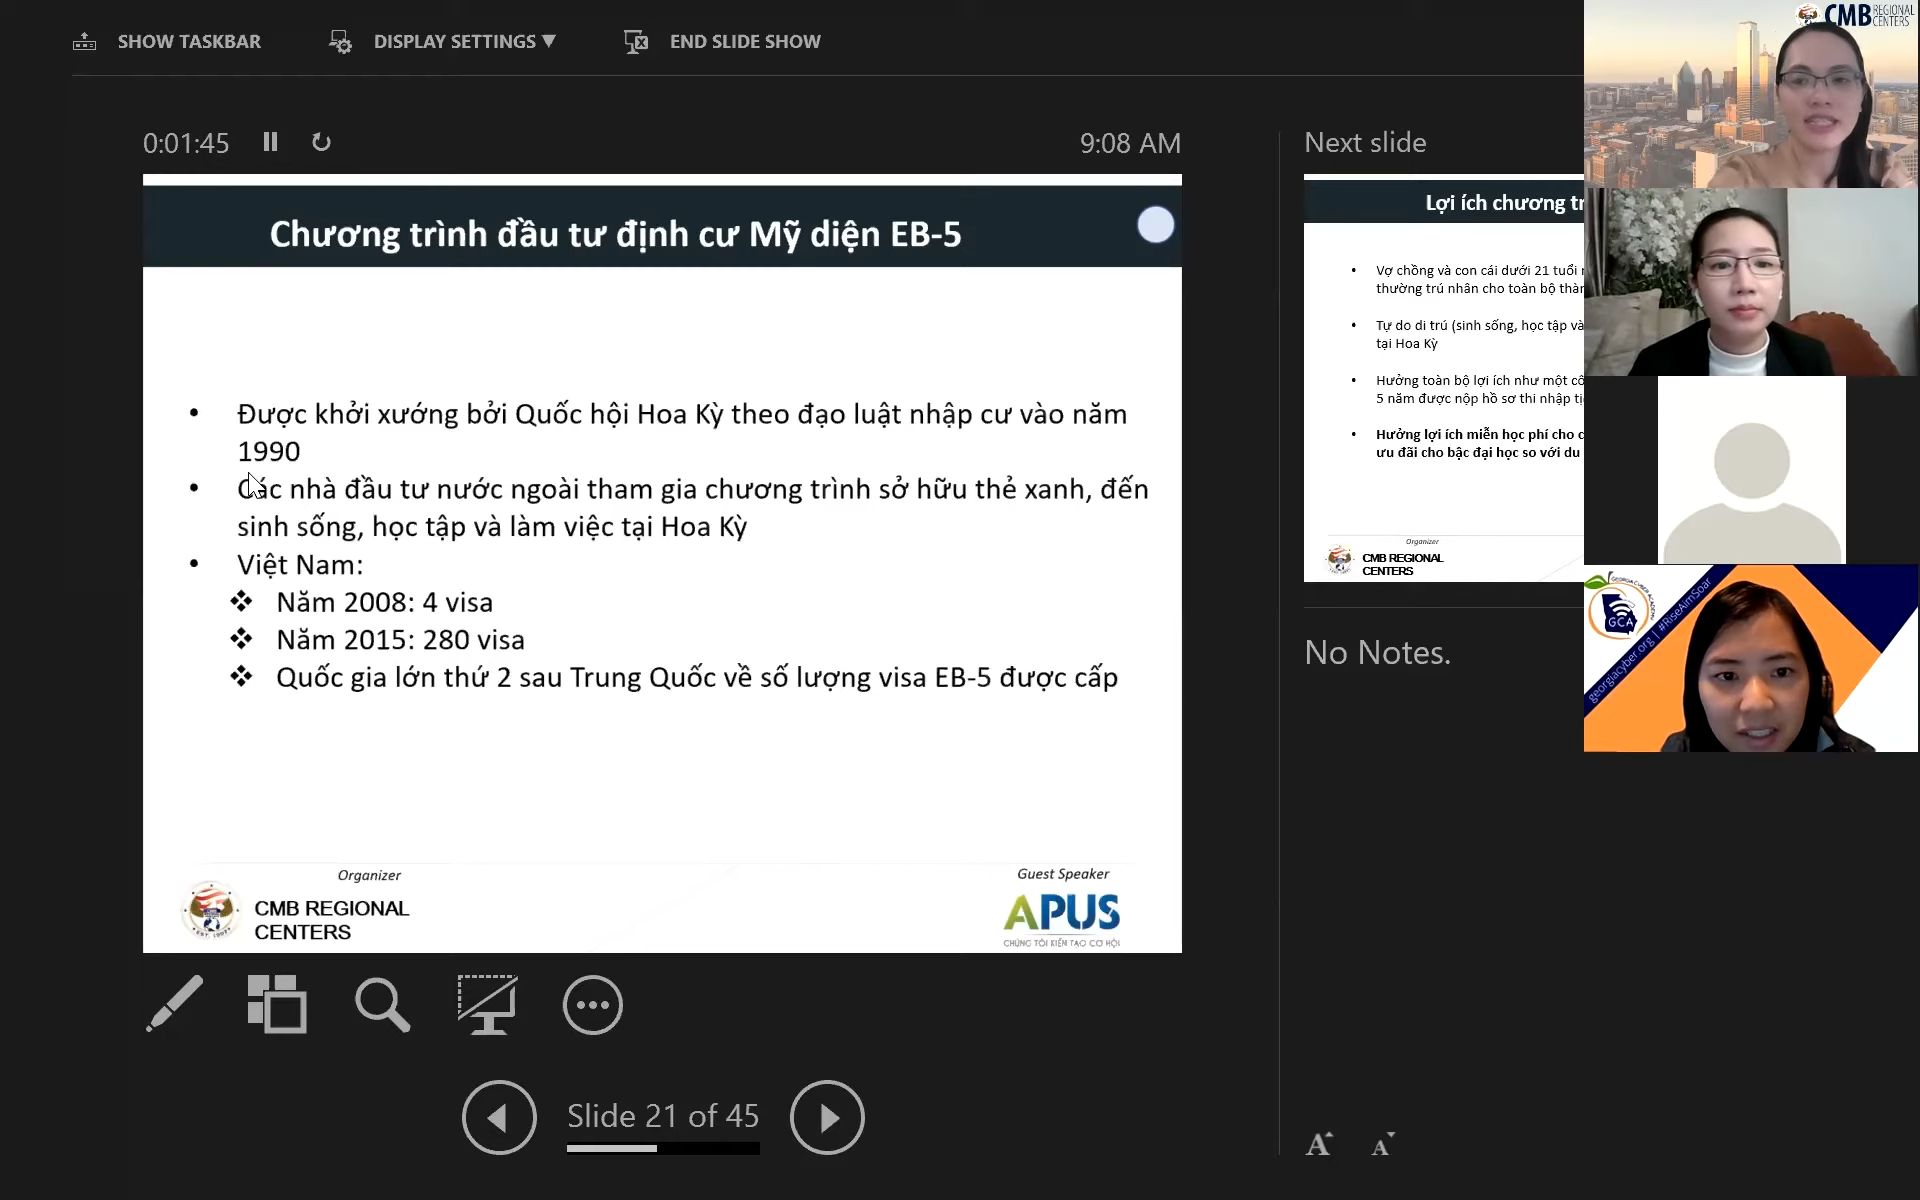 SHOW TASKBAR
DISPLAY SETTINGS ▼
END SLIDE SHOW
0:01:45
9:08 AM
Chương trình đầu tư định cư Mỹ diện EB-5
• Được khởi xướng bởi Quốc hội Hoa Kỳ theo đạo luật nhập cư vào năm
1990
• Các nhà đầu tư nước ngoài tham gia chương trình sở hữu thẻ xanh, đến
sinh sống, học tập và làm việc tại Hoa Kỳ
• Việt Nam:
❖ Năm 2008: 4 visa
❖ Năm 2015: 280 visa
❖ Quốc gia lớn thứ 2 sau Trung Quốc về số lượng visa EB-5 được cấp
Organizer
CMB REGIONAL
CENTERS
Guest Speaker
APUS
CHÚNG TÔI KIẾN TẠO CƠ HỘI
Slide 21 of 45
Next slide
Lợi ích chương
• Vợ chồng và con cái dưới 21 tuổi
thường trú nhân cho toàn bộ
• Tự do di trú (sinh sống, học tập và
tại Hoa Kỳ
• Hưởng toàn bộ lợi ích như một
5 năm được nộp hồ sơ thi nhập
• Hưởng lợi ích miễn học phí cho
ưu đãi cho bậc đại học so với du
Organizer
CMB REGIONAL
CENTERS
No Notes.
A A
CMB REGIONAL
CENTERS
GEORGIA CYBER ACADEMY
GCA
georgiacyber.org | #RiseAimSoar